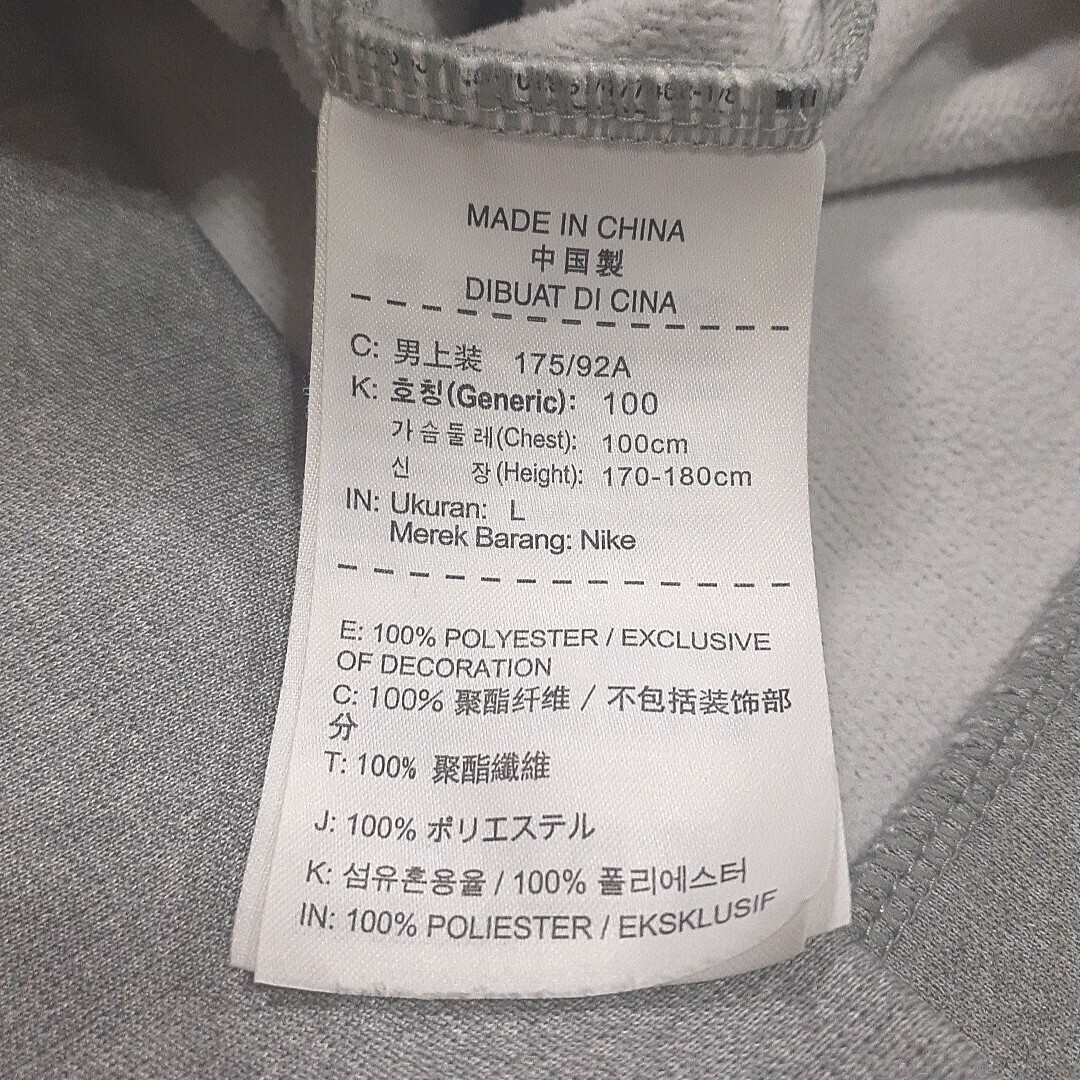 MADE IN CHINA
中国製
DIBUAT DI CINA
C: 男上装 175/92A
K: 호칭(Generic): 100
가슴둘레(Chest): 100cm
신 장(Height): 170-180cm
IN: Ukuran: L
Merek Barang: Nike
E: 100% POLYESTER / EXCLUSIVE
OF DECORATION
C: 100% 聚酯纤维 / 不包括装饰部
分
T: 100% 聚酯纖維
J: 100% ポリエステル
K: 섬유혼용율 / 100% 폴리에스터
IN: 100% POLIESTER / EKSKLUSIF